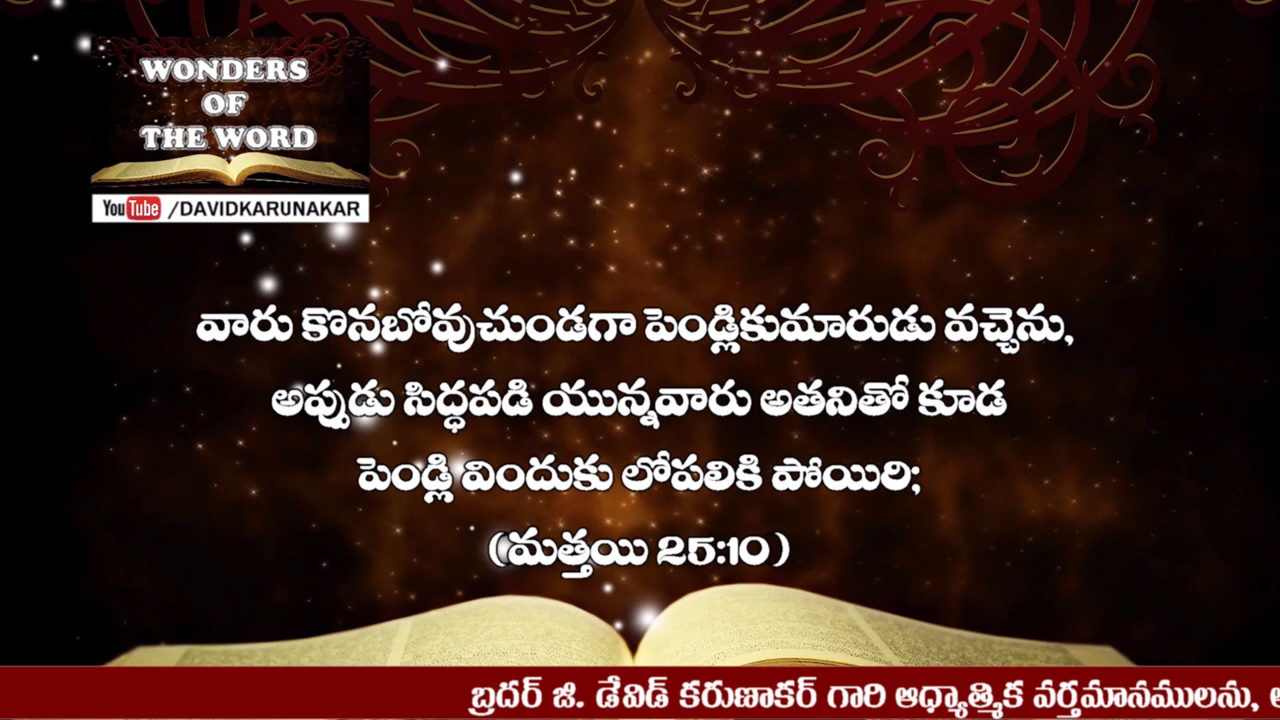 WONDERS
OF
THE WORD
YouTube /DAVIDKARUNAKAR
వారు కొనబోవుచుండగా పెండ్లికుమారుడు వచ్చెను,
అప్పుడు సిద్ధపడి యున్నవారు అతనితో కూడ
పెండ్లి విందుకు లోపలికి పోయిరి;
(మత్తయి 25:10)
బ్రదర్ జి. డేవిడ్ కరుణాకర్ గారి ఆధ్యాత్మిక వర్తమానములను,